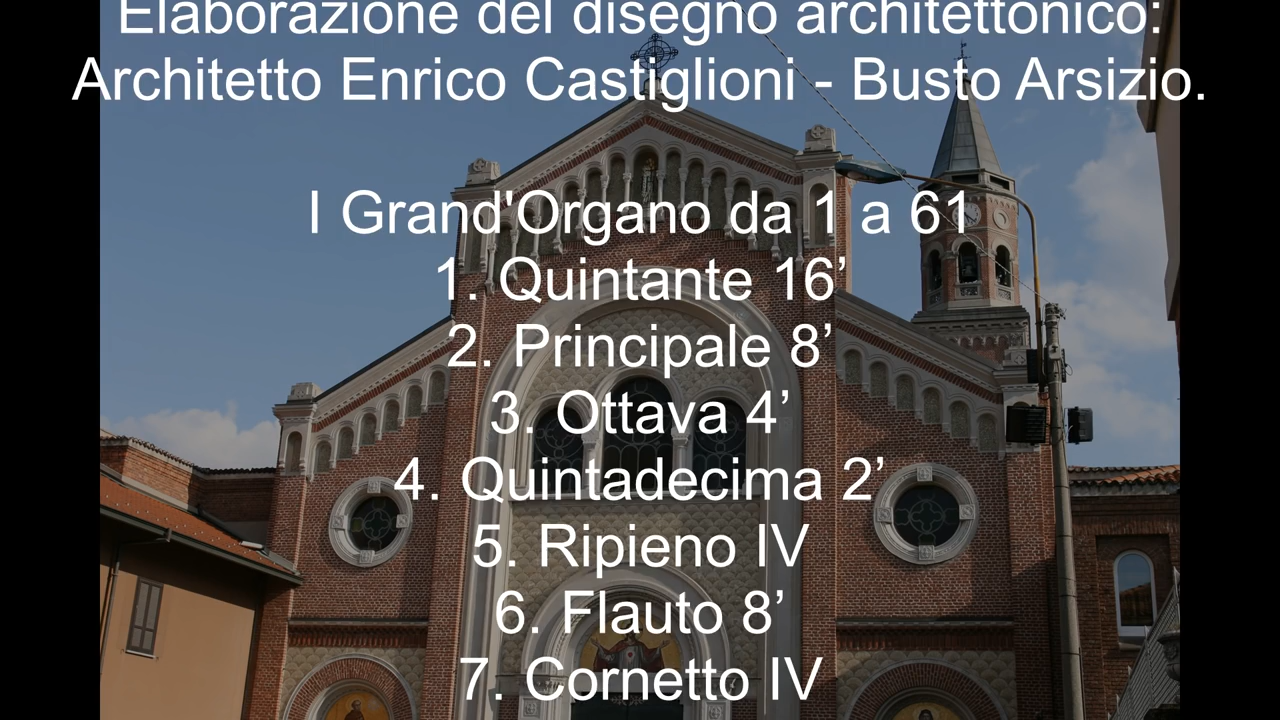 Elaborazione del disegno architettonico:
Architetto Enrico Castiglioni - Busto Arsizio.
I Grand'Organo da 1 a 61
1. Quintante 16’
2. Principale 8’
3. Ottava 4’
4. Quintadecima 2’
5. Ripieno IV
6. Flauto 8’
7. Cornetto IV